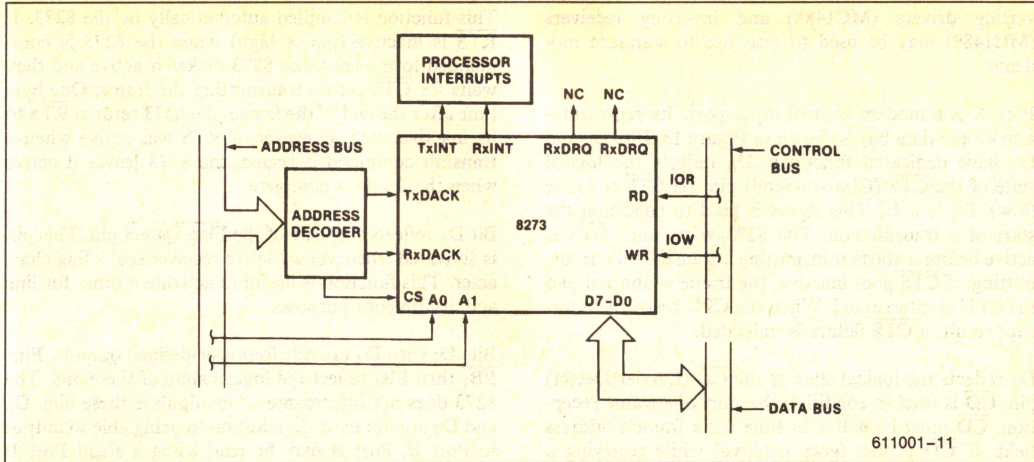 PROCESSOR
INTERRUPTS
NC NC
TxINT RxINT RxDRQ RxDRQ
ADDRESS BUS
CONTROL
BUS
ADDRESS
DECODER
TxDACK
RxDACK
CS A0 A1
8273
RD
IOR
WR
IOW
D7-D0
DATA BUS
611001-11